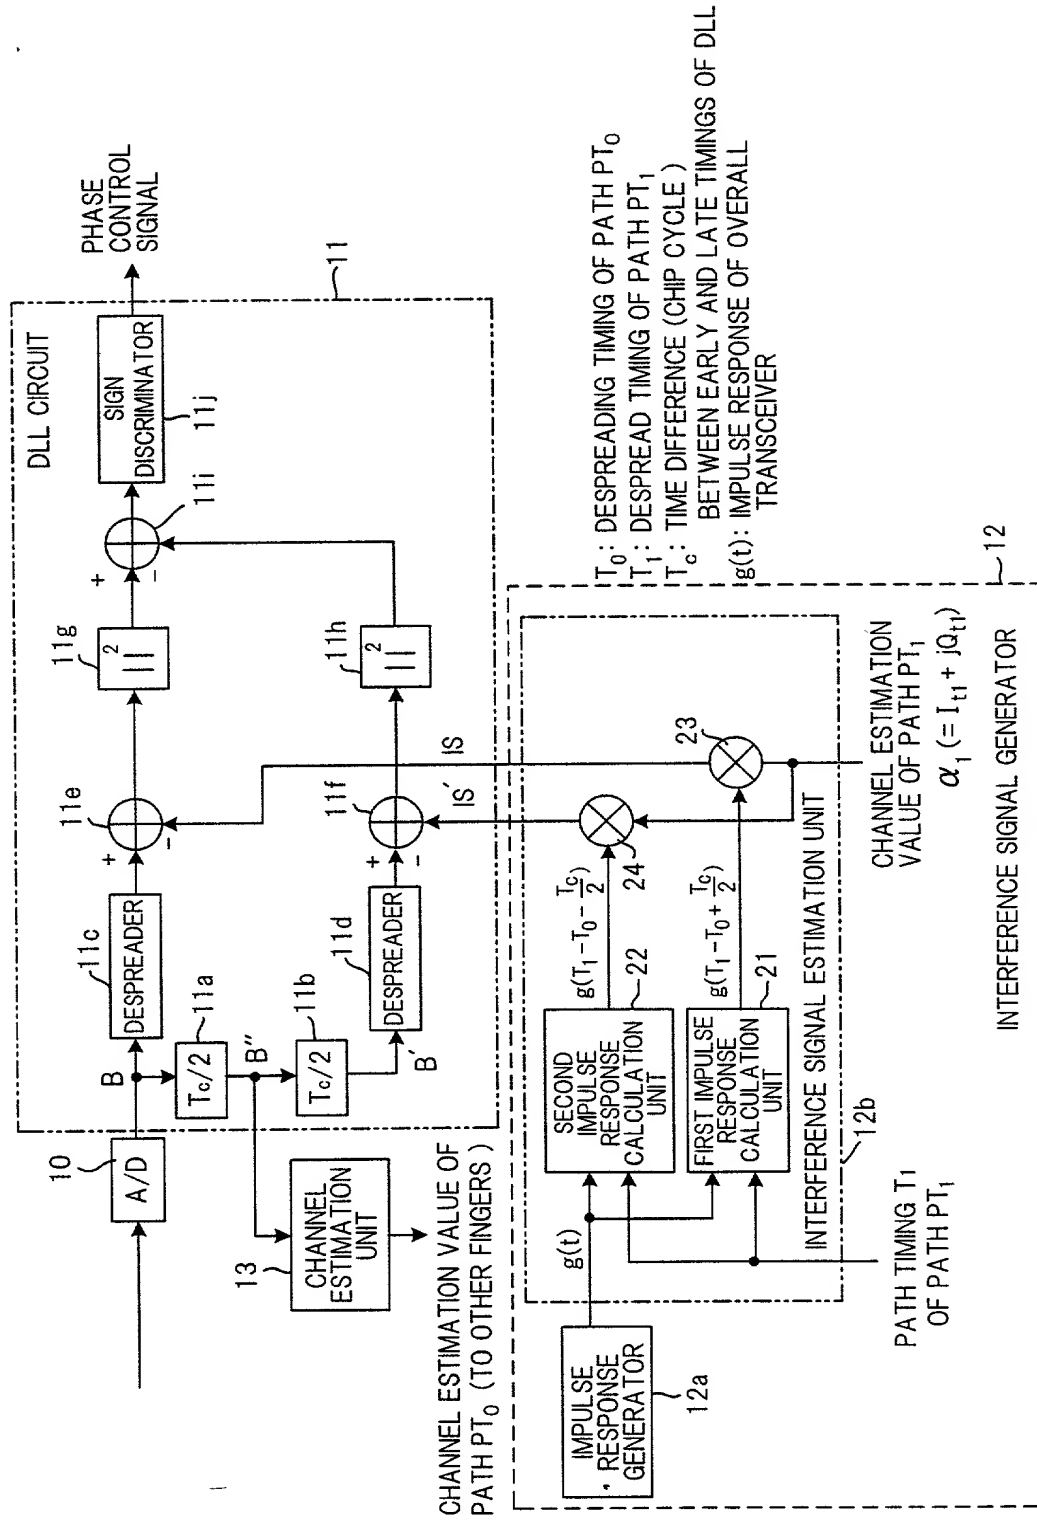 DLL CIRCUIT
11
10
A/D
B
DESPREADER
11c
+
-
11e
| |²
11g
+
-
11i
SIGN
DISCRIMINATOR
11j
PHASE
CONTROL
SIGNAL
Tc/2
11a
B"
Tc/2
11b
B'
DESPREADER
11d
+
-
11f
| |²
11h
IS
IS'
13
CHANNEL
ESTIMATION
UNIT
CHANNEL ESTIMATION VALUE OF
PATH PT0 (TO OTHER FINGERS)
T0: DESPREADING TIMING OF PATH PT0
T1: DESPREAD TIMING OF PATH PT1
Tc: TIME DIFFERENCE (CHIP CYCLE)
BETWEEN EARLY AND LATE TIMINGS OF DLL
g(t): IMPULSE RESPONSE OF OVERALL
TRANSCEIVER
12
IMPULSE
RESPONSE
GENERATOR
12a
g(t)
SECOND
IMPULSE
RESPONSE
CALCULATION
UNIT
22
g(T1-T0-Tc/2)
24
FIRST IMPULSE
RESPONSE
CALCULATION
UNIT
21
g(T1-T0+Tc/2)
23
INTERFERENCE SIGNAL ESTIMATION UNIT
12b
PATH TIMING T1
OF PATH PT1
CHANNEL ESTIMATION
VALUE OF PATH PT1
α1 (= It1 + jQt1)
INTERFERENCE SIGNAL GENERATOR